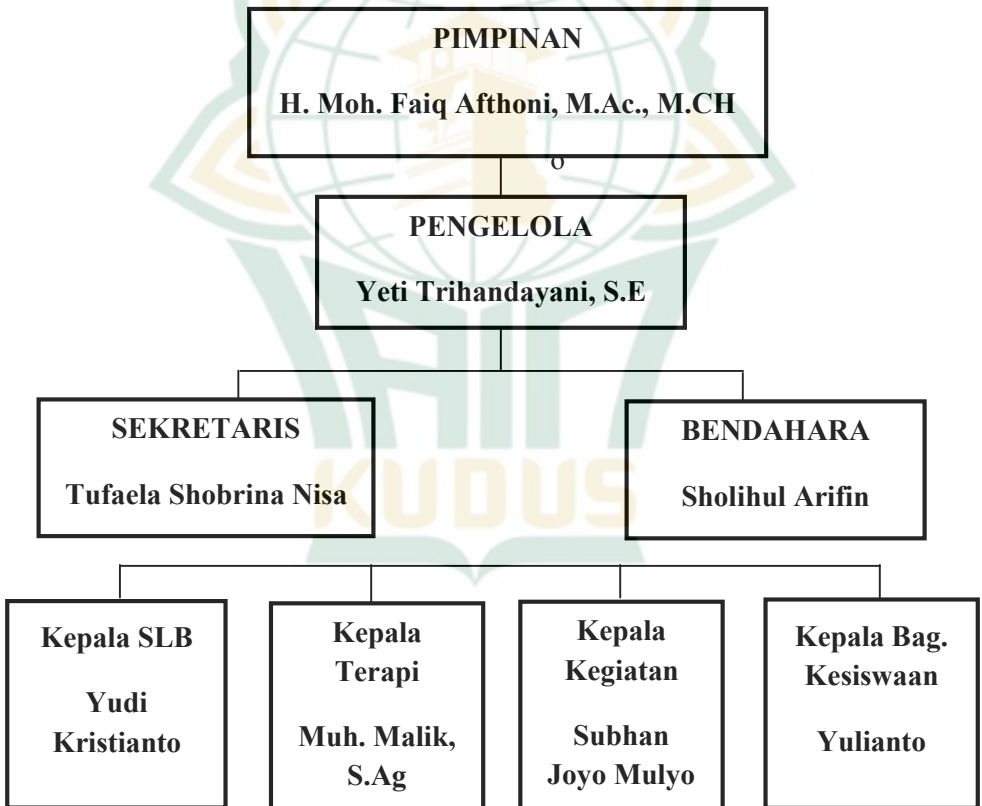 PIMPINAN
H. Moh. Faiq Afthoni, M.Ac., M.CH
o
PENGELOLA
Yeti Trihandayani, S.E
SEKRETARIS
Tufaela Shobrina Nisa
BENDAHARA
Sholihul Arifin
Kepala SLB
Yudi
Kristianto
Kepala
Terapi
Muh. Malik,
S.Ag
Kepala
Kegiatan
Subhan
Joyo Mulyo
Kepala Bag.
Kesiswaan
Yulianto
IAIN
KUDUS